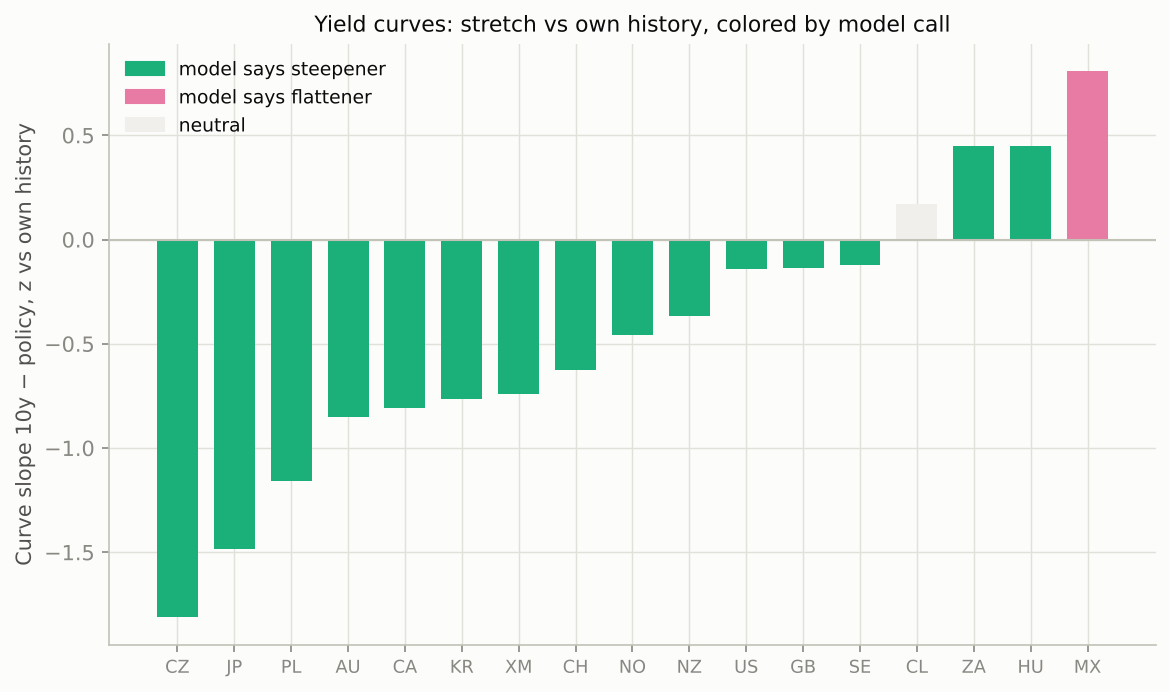 Yield curves: stretch vs own history, colored by model call
model says steepener
model says flattener
neutral
Curve slope 10y − policy, z vs own history
0.5
0.0
−0.5
−1.0
−1.5
CZ JP PL AU CA KR XM CH NO NZ US GB SE CL ZA HU MX